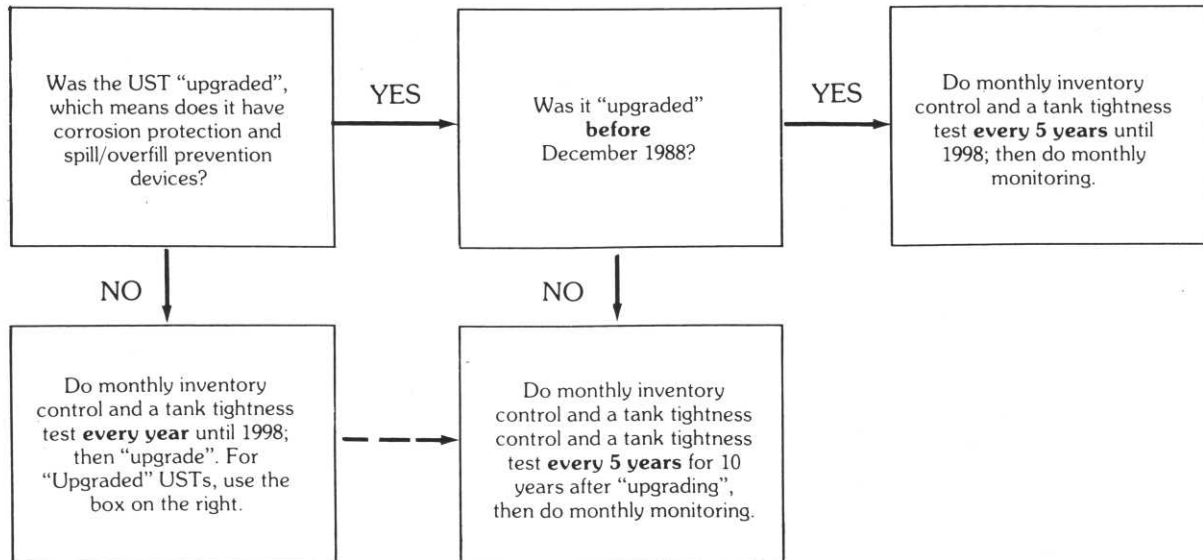 Was the UST “upgraded”,
which means does it have
corrosion protection and
spill/overfill prevention
devices?
YES
Was it “upgraded”
before
December 1988?
YES
Do monthly inventory
control and a tank tightness
test every 5 years until
1998; then do monthly
monitoring.
NO
NO
Do monthly inventory
control and a tank tightness
test every year until 1998;
then “upgrade”. For
“Upgraded” USTs, use the
box on the right.
Do monthly inventory
control and a tank tightness
control and a tank tightness
test every 5 years for 10
years after “upgrading”,
then do monthly monitoring.